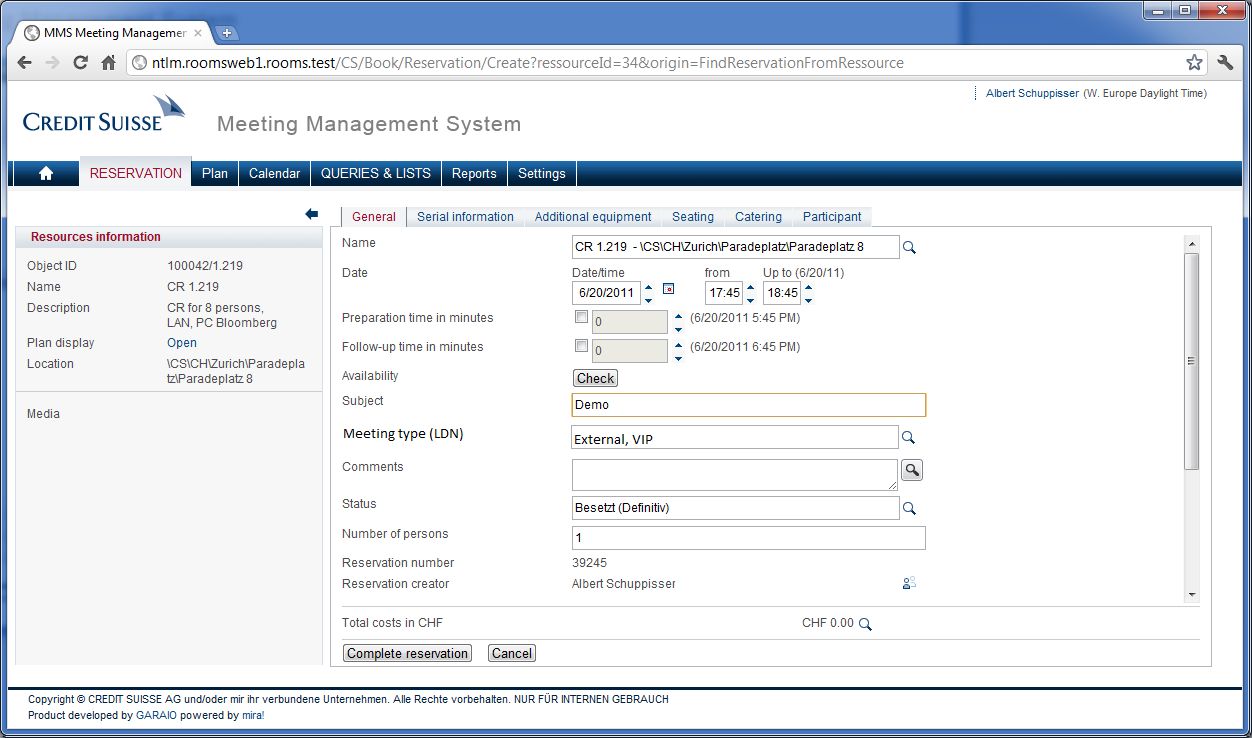 MMS Meeting Managemer
ntlm.roomsweb1.rooms.test/CS/Book/Reservation/Create?ressourceId=34&origin=FindReservationFromRessource
Albert Schuppisser (W. Europe Daylight Time)
CREDIT SUISSE
Meeting Management System
RESERVATION Plan Calendar QUERIES & LISTS Reports Settings
Resources information
Object ID 100042/1.219
Name CR 1.219
Description CR for 8 persons,
LAN, PC Bloomberg
Plan display Open
Location \CS\CH\Zurich\Paradepla
tz\Paradeplatz 8
Media
General Serial information Additional equipment Seating Catering Participant
Name CR 1.219 - \CS\CH\Zurich\Paradeplatz\Paradeplatz 8
Date Date/time from Up to (6/20/11)
6/20/2011 17:45 18:45
Preparation time in minutes 0 (6/20/2011 5:45 PM)
Follow-up time in minutes 0 (6/20/2011 6:45 PM)
Availability Check
Subject Demo
Meeting type (LDN) External, VIP
Comments
Status Besetzt (Definitiv)
Number of persons 1
Reservation number 39245
Reservation creator Albert Schuppisser
Total costs in CHF CHF 0.00
Complete reservation Cancel
Copyright © CREDIT SUISSE AG und/oder mir ihr verbundene Unternehmen. Alle Rechte vorbehalten. NUR FÜR INTERNEN GEBRAUCH
Product developed by GARAIO powered by mira!